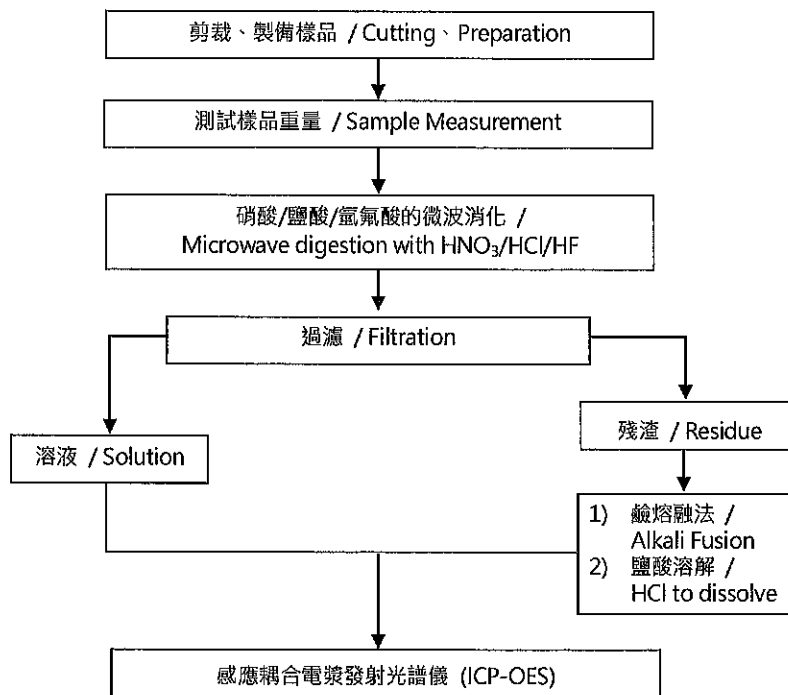 剪裁、製備樣品 / Cutting、Preparation
測試樣品重量 / Sample Measurement
硝酸/鹽酸/氫氟酸的微波消化 /
Microwave digestion with HNO₃/HCl/HF
過濾 / Filtration
溶液 / Solution
殘渣 / Residue
1) 鹼熔融法 /
Alkali Fusion
2) 鹽酸溶解 /
HCl to dissolve
感應耦合電漿發射光譜儀 (ICP-OES)